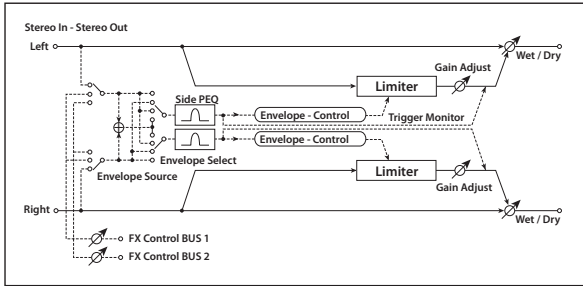 Stereo In - Stereo Out
Left
Wet / Dry
Gain Adjust
Limiter
Side PEQ
Envelope - Control
Trigger Monitor
Envelope - Control
Envelope Select
Envelope Source
Limiter
Gain Adjust
Right
Wet / Dry
FX Control BUS 1
FX Control BUS 2